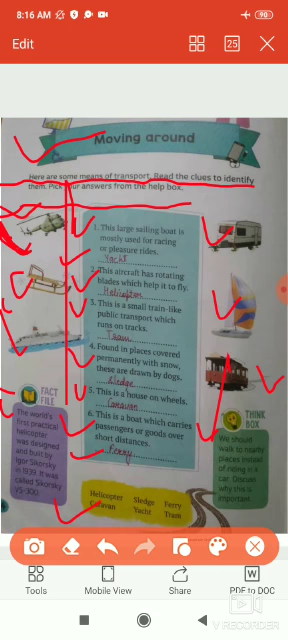 8:16 AM
90
Edit
25
Moving around
Here are some means of transport. Read the clues to identify
them. Pick your answers from the help box.
1. This large sailing boat is
mostly used for racing
or pleasure rides.
Yacht
2. This aircraft has rotating
blades which help it to fly.
Helicopter
3. This is a small train-like
public transport which
runs on tracks.
Tram
4. Found in places covered
permanently with snow,
these are drawn by dogs.
Sledge
5. This is a house on wheels.
Caravan
6. This is a boat which carries
passengers or goods over
short distances.
FACT
FILE
The world's
first practical
helicopter
was designed
and built by
Igor Sikorsky
in 1939. It was
called Sikorsky
VS-300.
THINK
BOX
We should
walk to nearby
places instead
of riding in a
car. Discuss
why this is
important.
Helicopter Sledge Ferry
Caravan Yacht Tram
Tools
Mobile View
Share
PDF to DOC
V RECORDER